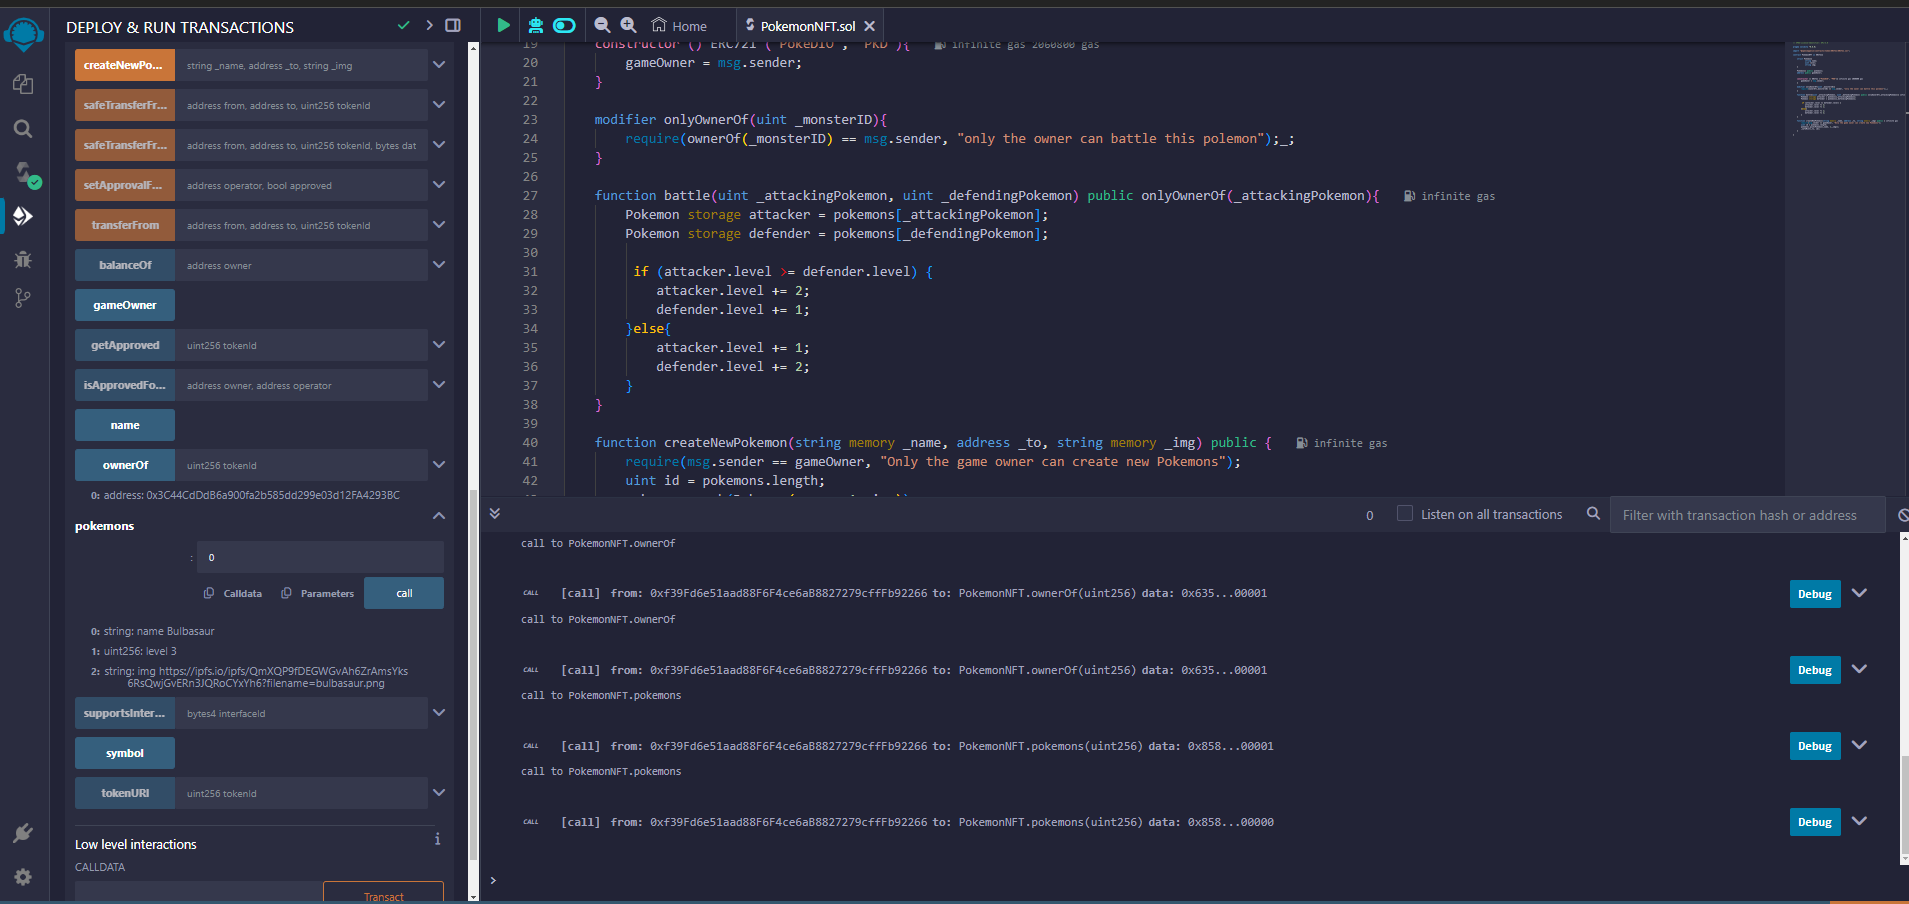 DEPLOY & RUN TRANSACTIONS
createNewPo... string _name, address _to, string _img
safeTransferFr... address from, address to, uint256 tokenId
safeTransferFr... address from, address to, uint256 tokenId, bytes dat
setApprovalF... address operator, bool approved
transferFrom address from, address to, uint256 tokenId
balanceOf address owner
gameOwner
getApproved uint256 tokenId
isApprovedFo... address owner, address operator
name
ownerOf uint256 tokenId
0: address: 0x3C44CdDdB6a900fa2b585dd299e03d12FA4293BC
pokemons
: 0
Calldata Parameters call
0: string: name Bulbasaur
1: uint256: level 3
2: string: img https://ipfs.io/ipfs/QmXQP9fDEGWGvAh6ZrAmsYks
6RsQwjGvERn3JQRoCYxYh6?filename=bulbasaur.png
supportsInter... bytes4 interfaceId
symbol
tokenURI uint256 tokenId
Low level interactions i
CALLDATA
Transact
Home PokemonNFT.sol
19 constructor () ERC721 ("PokeDIO", "PKD"){ infinite gas 2060800 gas
20 gameOwner = msg.sender;
21 }
22
23 modifier onlyOwnerOf(uint _monsterID){
24 require(ownerOf(_monsterID) == msg.sender, "only the owner can battle this polemon");_;
25 }
26
27 function battle(uint _attackingPokemon, uint _defendingPokemon) public onlyOwnerOf(_attackingPokemon){ infinite gas
28 Pokemon storage attacker = pokemons[_attackingPokemon];
29 Pokemon storage defender = pokemons[_defendingPokemon];
30
31 if (attacker.level >= defender.level) {
32 attacker.level += 2;
33 defender.level += 1;
34 }else{
35 attacker.level += 1;
36 defender.level += 2;
37 }
38 }
39
40 function createNewPokemon(string memory _name, address _to, string memory _img) public { infinite gas
41 require(msg.sender == gameOwner, "Only the game owner can create new Pokemons");
42 uint id = pokemons.length;
0 Listen on all transactions Filter with transaction hash or address
call to PokemonNFT.ownerOf
CALL [call] from: 0xf39Fd6e51aad88F6F4ce6aB8827279cffFb92266 to: PokemonNFT.ownerOf(uint256) data: 0x635...00001 Debug
call to PokemonNFT.ownerOf
CALL [call] from: 0xf39Fd6e51aad88F6F4ce6aB8827279cffFb92266 to: PokemonNFT.ownerOf(uint256) data: 0x635...00001 Debug
call to PokemonNFT.pokemons
CALL [call] from: 0xf39Fd6e51aad88F6F4ce6aB8827279cffFb92266 to: PokemonNFT.pokemons(uint256) data: 0x858...00001 Debug
call to PokemonNFT.pokemons
CALL [call] from: 0xf39Fd6e51aad88F6F4ce6aB8827279cffFb92266 to: PokemonNFT.pokemons(uint256) data: 0x858...00000 Debug
>